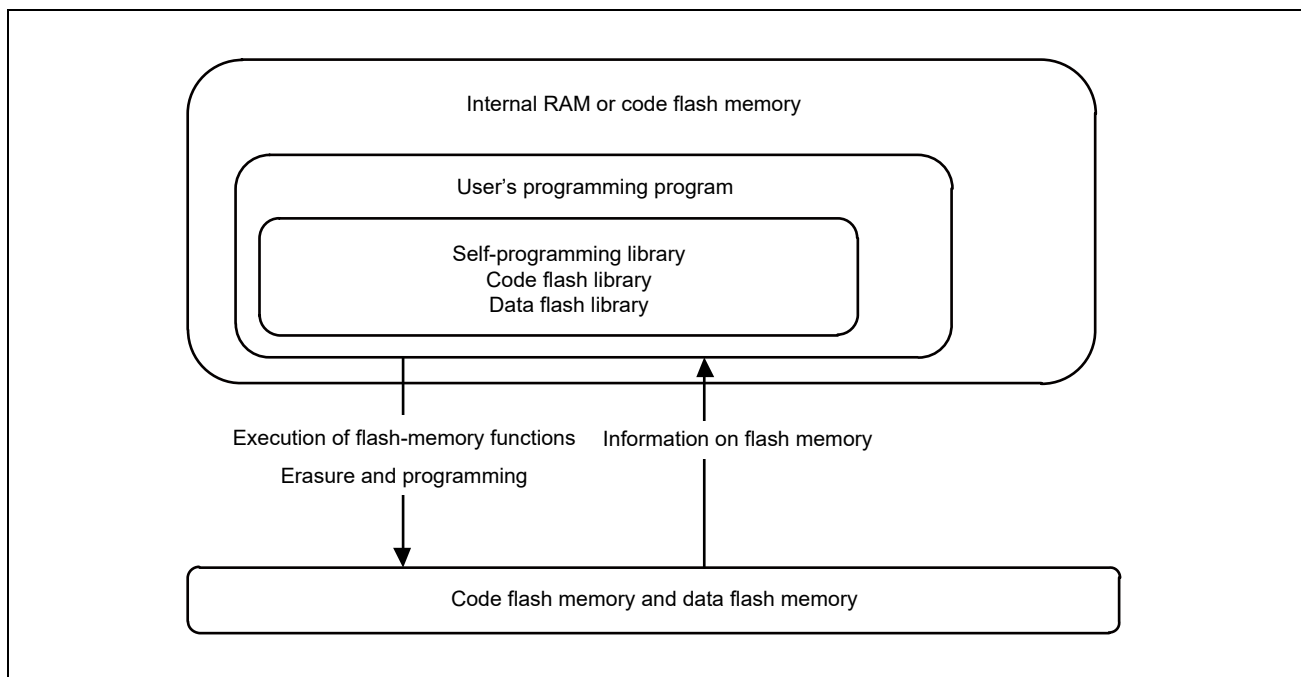 Internal RAM or code flash memory
User’s programming program
Self-programming library
Code flash library
Data flash library
Execution of flash-memory functions
Information on flash memory
Erasure and programming
Code flash memory and data flash memory